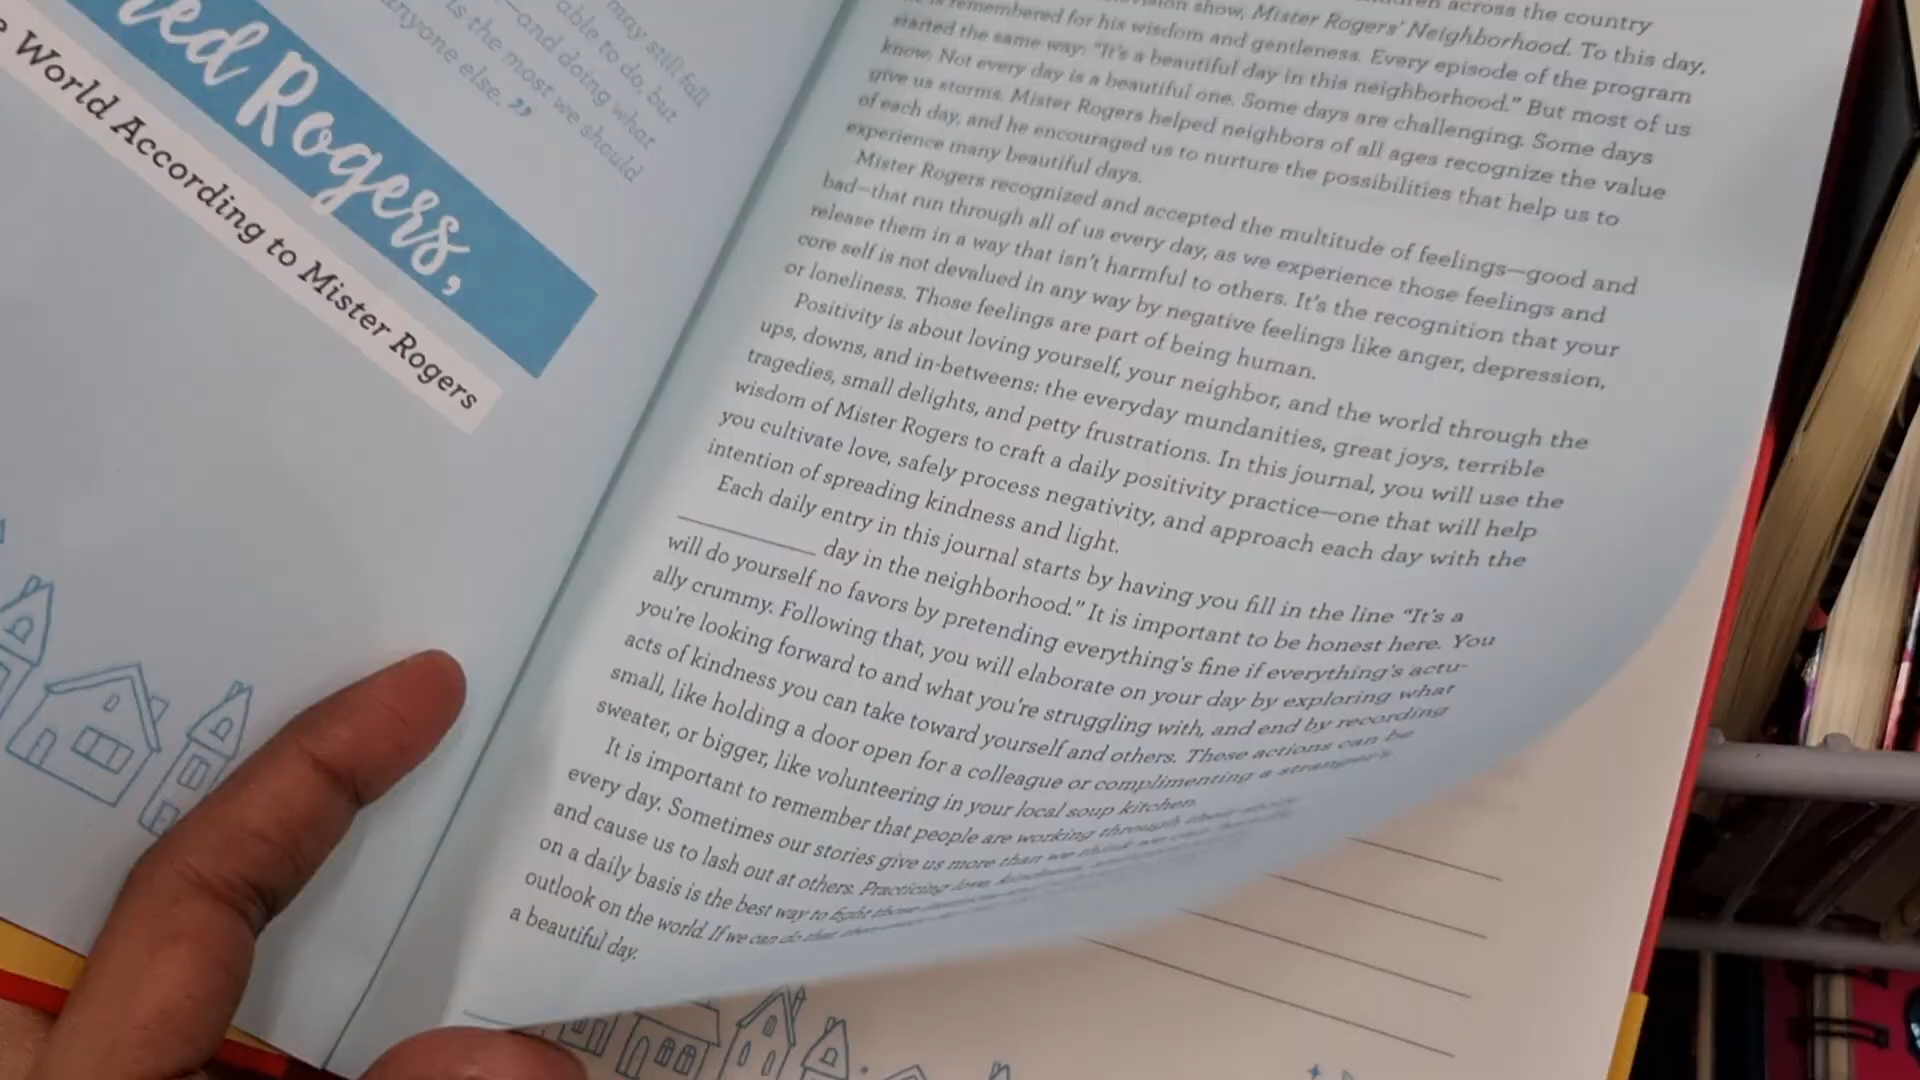 may still fall
able to do, but
—and doing what
is the most we should
anyone else.”
ed Rogers,
World According to Mister Rogers
across the country
show, Mister Rogers’ Neighborhood. To this day,
is remembered for his wisdom and gentleness. Every episode of the program
started the same way: “It’s a beautiful day in this neighborhood.” But most of us
know: Not every day is a beautiful one. Some days are challenging. Some days
give us storms. Mister Rogers helped neighbors of all ages recognize the value
of each day, and he encouraged us to nurture the possibilities that help us to
experience many beautiful days.
Mister Rogers recognized and accepted the multitude of feelings—good and
bad—that run through all of us every day, as we experience those feelings and
release them in a way that isn’t harmful to others. It’s the recognition that your
core self is not devalued in any way by negative feelings like anger, depression,
or loneliness. Those feelings are part of being human.
Positivity is about loving yourself, your neighbor, and the world through the
ups, downs, and in-betweens: the everyday mundanities, great joys, terrible
tragedies, small delights, and petty frustrations. In this journal, you will use the
wisdom of Mister Rogers to craft a daily positivity practice—one that will help
you cultivate love, safely process negativity, and approach each day with the
intention of spreading kindness and light.
Each daily entry in this journal starts by having you fill in the line “It’s a
____________ day in the neighborhood.” It is important to be honest here. You
will do yourself no favors by pretending everything’s fine if everything’s actu-
ally crummy. Following that, you will elaborate on your day by exploring what
you’re looking forward to and what you’re struggling with, and end by recording
acts of kindness you can take toward yourself and others. These actions can be
small, like holding a door open for a colleague or complimenting a stranger’s
sweater, or bigger, like volunteering in your local soup kitchen.
It is important to remember that people are working through their
every day. Sometimes our stories give us more than we think we can
and cause us to lash out at others. Practicing love, kindness,
on a daily basis is the best way to fight those
outlook on the world. If we can do that
a beautiful day.